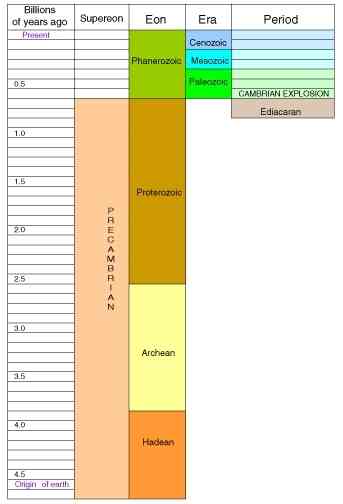 Billions
of years ago
Supereon
Eon
Era
Period
Present
Cenozoic
Phanerozoic
Mesozoic
Paleozoic
0.5
CAMBRIAN EXPLOSION
Ediacaran
1.0
1.5
Proterozoic
PRECAMBRIAN
2.0
2.5
3.0
Archean
3.5
4.0
Hadean
4.5
Origin of earth